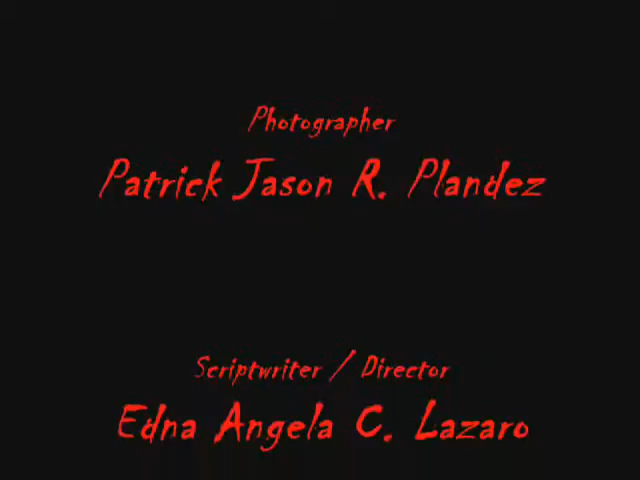 Photographer
Patrick Jason R. Plandez
Scriptwriter / Director
Edna Angela C. Lazaro